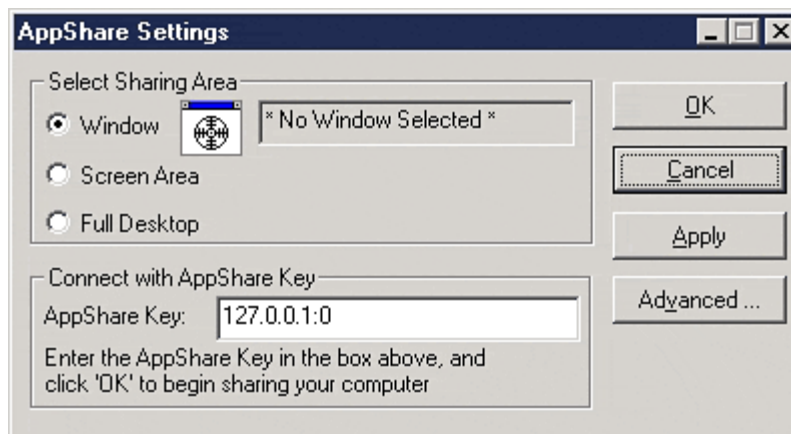 AppShare Settings
Select Sharing Area
Window
* No Window Selected *
Screen Area
Full Desktop
OK
Cancel
Apply
Advanced ...
Connect with AppShare Key
AppShare Key: 127.0.0.1:0
Enter the AppShare Key in the box above, and
click 'OK' to begin sharing your computer